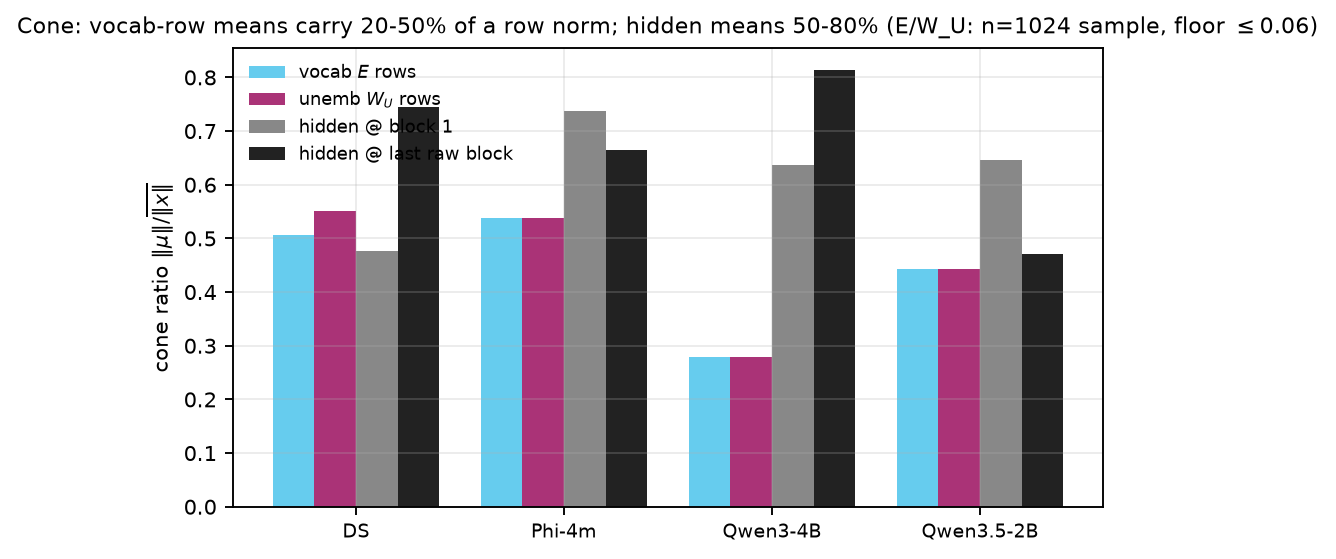 Cone: vocab-row means carry 20-50% of a row norm; hidden means 50-80% (E/W_U: n=1024 sample, floor ≤0.06)
cone ratio ‖μ‖/‖x‖
0.8
0.7
0.6
0.5
0.4
0.3
0.2
0.1
0.0
vocab E rows
unemb W_U rows
hidden @ block 1
hidden @ last raw block
DS
Phi-4m
Qwen3-4B
Qwen3.5-2B